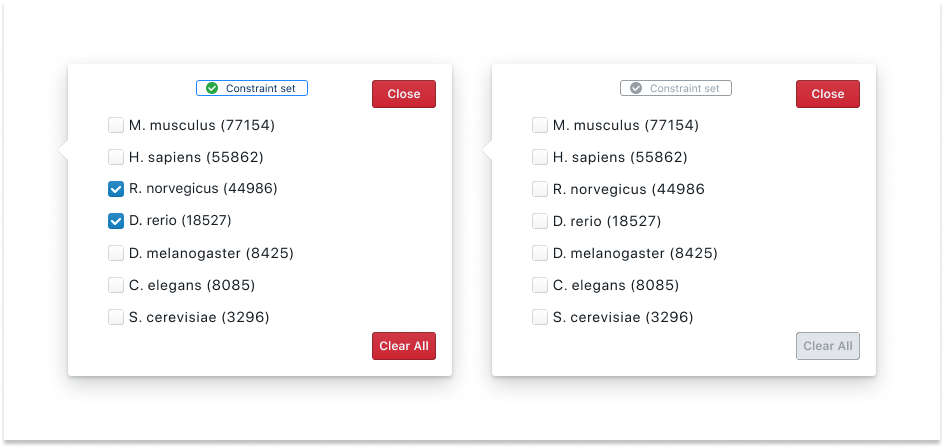 Constraint set
Close
M. musculus (77154)
H. sapiens (55862)
R. norvegicus (44986)
D. rerio (18527)
D. melanogaster (8425)
C. elegans (8085)
S. cerevisiae (3296)
Clear All
Constraint set
Close
M. musculus (77154)
H. sapiens (55862)
R. norvegicus (44986
D. rerio (18527)
D. melanogaster (8425)
C. elegans (8085)
S. cerevisiae (3296)
Clear All